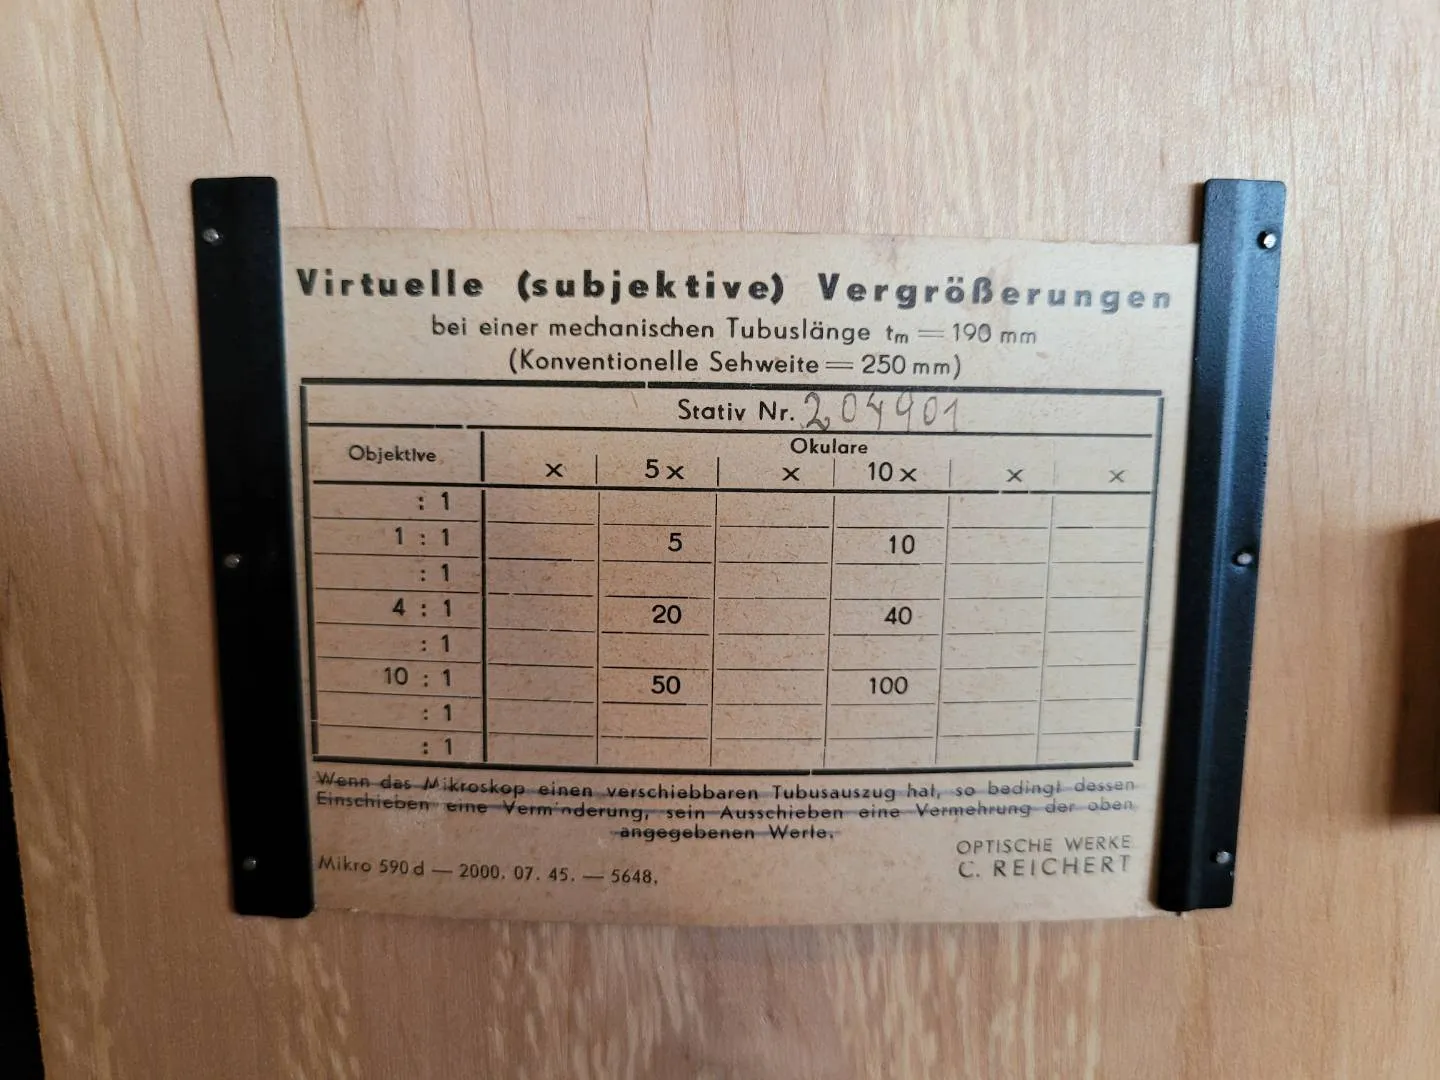 Virtuelle (subjektive) Vergrößerungen
bei einer mechanischen Tubuslänge tm = 190 mm
(Konventionelle Sehweite = 250 mm)
Stativ Nr. 204901
Objektive
Okulare
x 5 x x 10 x x x
: 1
1 : 1 5 10
: 1
4 : 1 20 40
: 1
10 : 1 50 100
: 1
: 1
Wenn das Mikroskop einen verschiebbaren Tubusauszug hat, so bedingt dessen
Einschieben eine Verminderung, sein Ausschieben eine Vermehrung der oben
angegebenen Werte.
OPTISCHE WERKE
C. REICHERT
Mikro 590 d — 2000. 07. 45. — 5648.